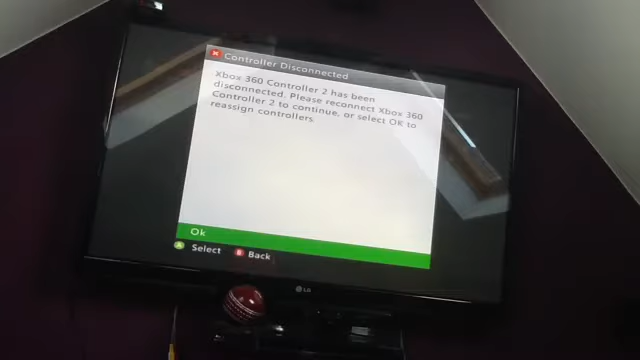 Controller Disconnected
Xbox 360 Controller 2 has been
disconnected. Please reconnect Xbox 360
Controller 2 to continue, or select OK to
reassign controllers.
Ok
A Select B Back
LG